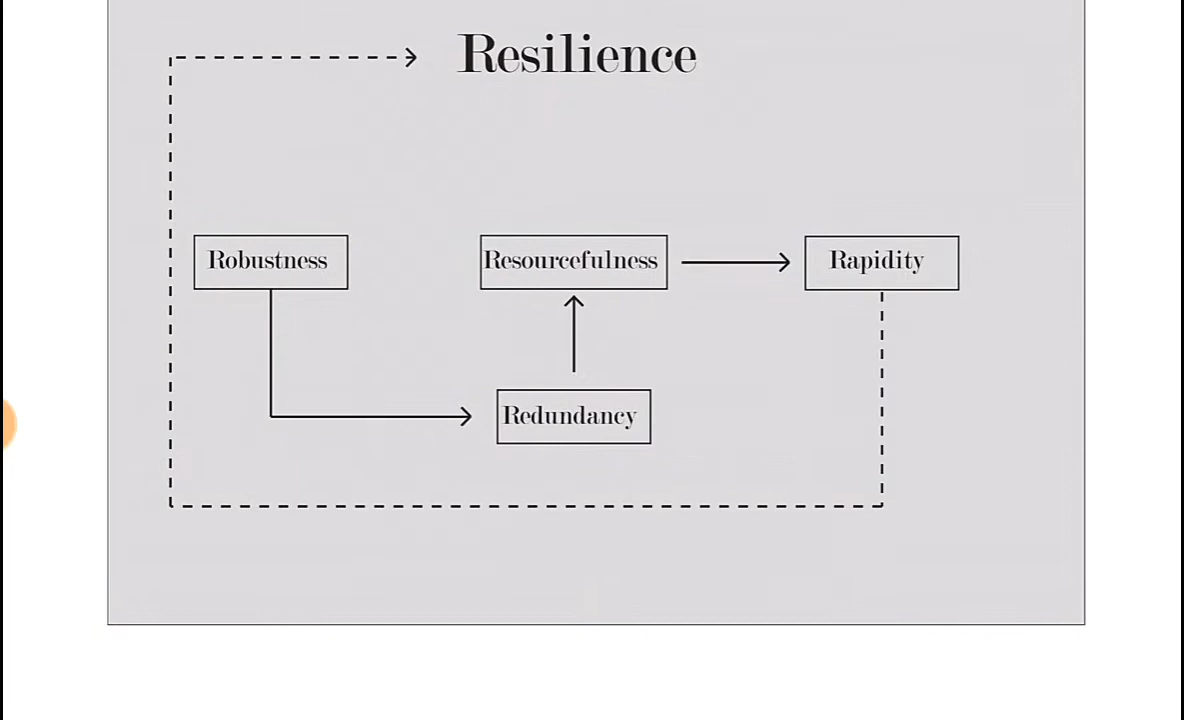 Resilience
Robustness
Resourcefulness
Rapidity
Redundancy